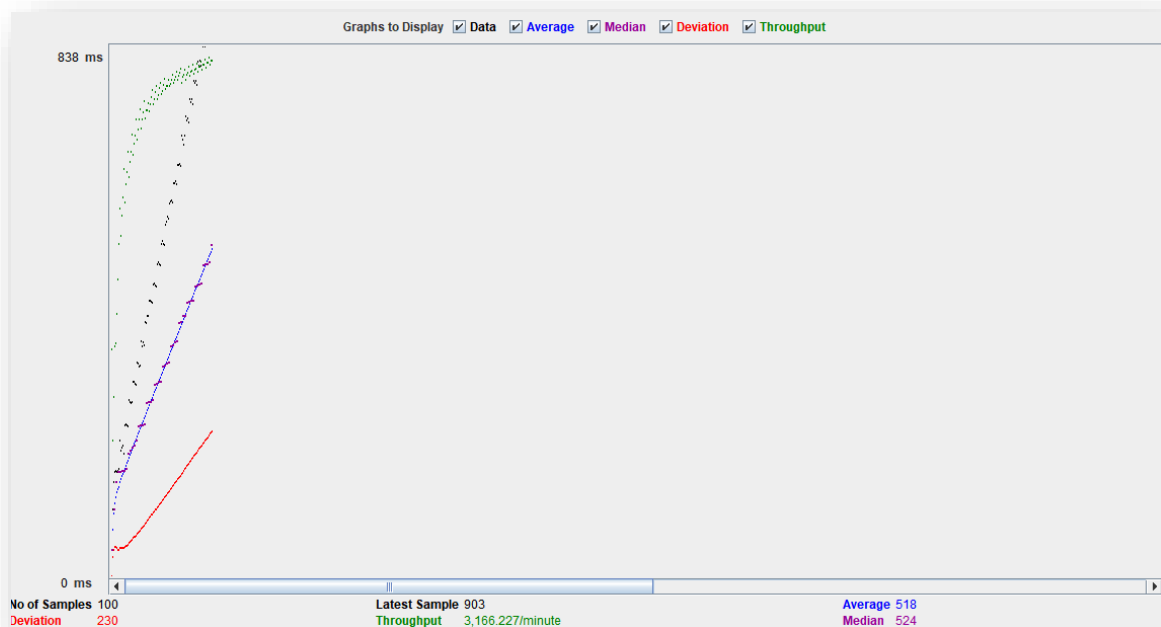 Graphs to Display Data Average Median Deviation Throughput
838 ms
0 ms
No of Samples 100 Latest Sample 903 Average 518
Deviation 230 Throughput 3,166.227/minute Median 524